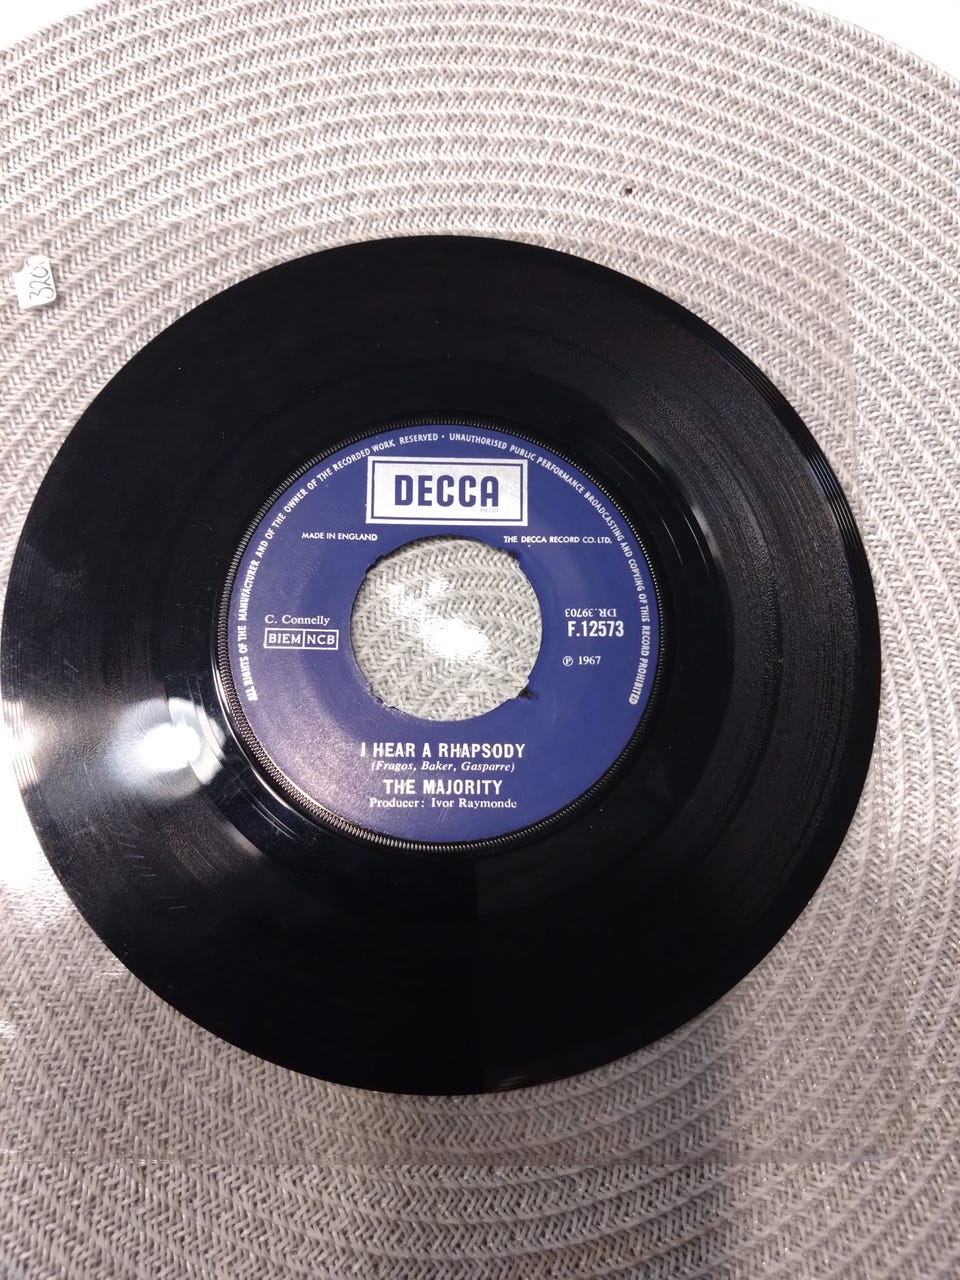 320
ALL RIGHTS OF THE MANUFACTURER AND OF THE OWNER OF THE RECORDED WORK RESERVED • UNAUTHORISED PUBLIC PERFORMANCE BROADCASTING AND COPYING OF THIS RECORD PROHIBITED
DECCA
REGD
MADE IN ENGLAND
THE DECCA RECORD CO. LTD.
C. Connelly
BIEM NCB
DR.39703
F.12573
℗ 1967
I HEAR A RHAPSODY
(Fragos, Baker, Gasparre)
THE MAJORITY
Producer: Ivor Raymonde